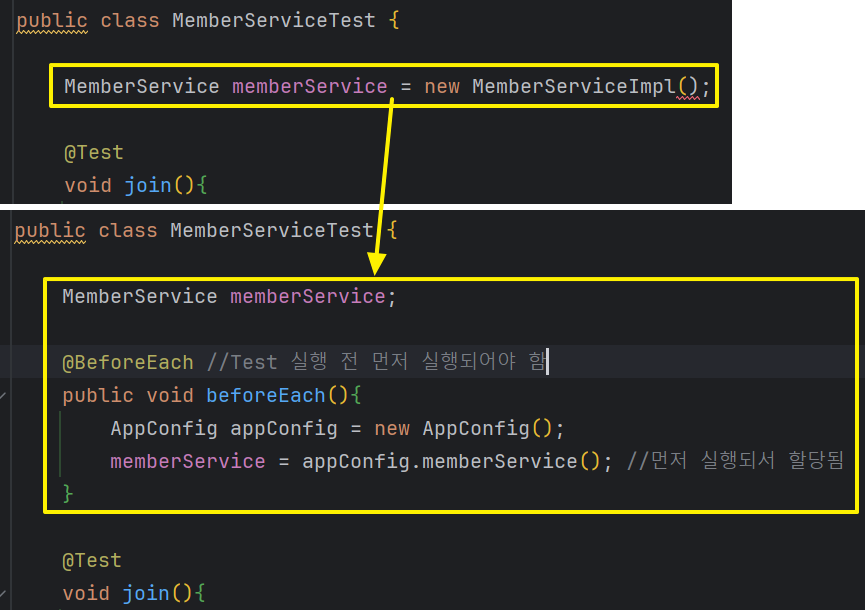 public class MemberServiceTest {
MemberService memberService = new MemberServiceImpl();
@Test
void join(){
public class MemberServiceTest {
MemberService memberService;
@BeforeEach //Test 실행 전 먼저 실행되어야 함
public void beforeEach(){
AppConfig appConfig = new AppConfig();
memberService = appConfig.memberService(); //먼저 실행되서 할당됨
}
@Test
void join(){